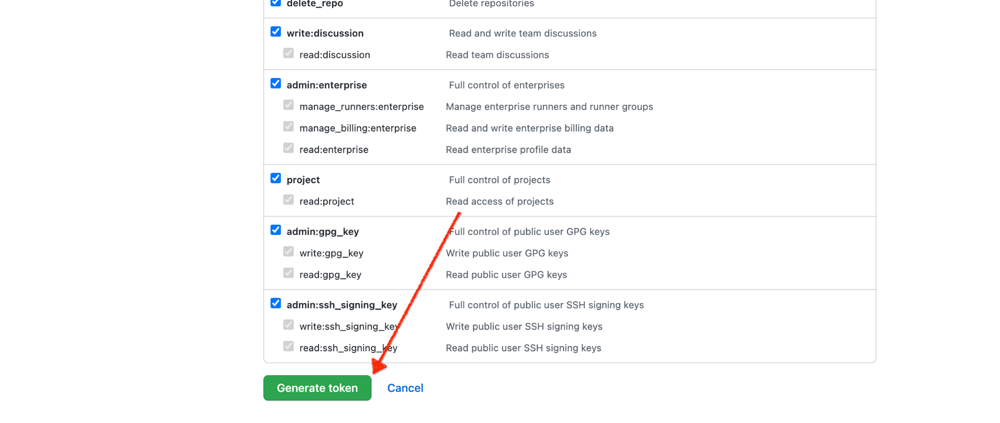 delete_repo Delete repositories
write:discussion Read and write team discussions
read:discussion Read team discussions
admin:enterprise Full control of enterprises
manage_runners:enterprise Manage enterprise runners and runner groups
manage_billing:enterprise Read and write enterprise billing data
read:enterprise Read enterprise profile data
project Full control of projects
read:project Read access of projects
admin:gpg_key Full control of public user GPG keys
write:gpg_key Write public user GPG keys
read:gpg_key Read public user GPG keys
admin:ssh_signing_key Full control of public user SSH signing keys
write:ssh_signing_key Write public user SSH signing keys
read:ssh_signing_key Read public user SSH signing keys
Generate token Cancel